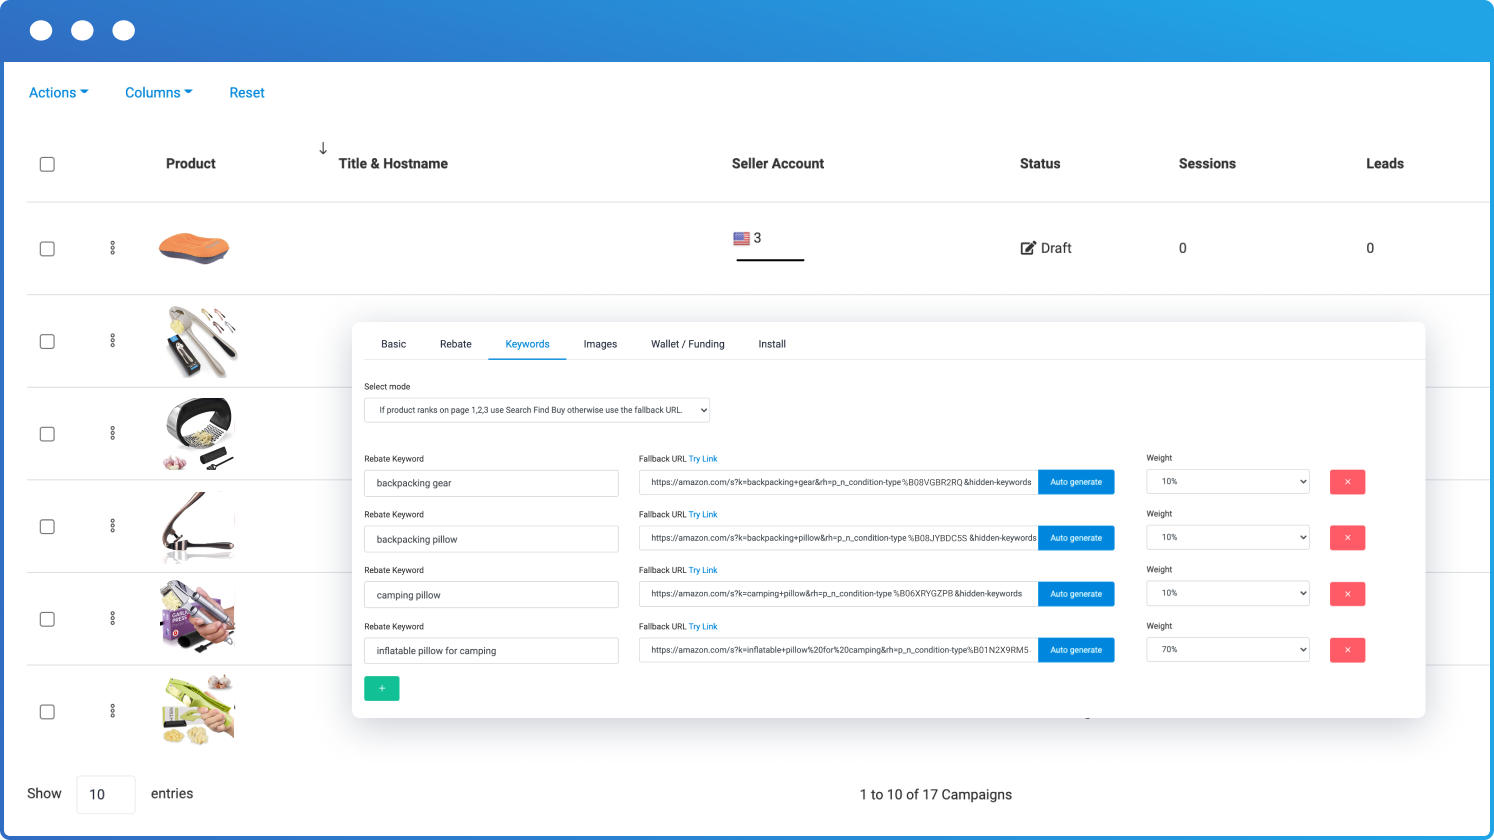 Actions Columns Reset
Product Title & Hostname Seller Account Status Sessions Leads
3 Draft 0 0
Basic Rebate Keywords Images Wallet / Funding Install
Select mode
If product ranks on page 1,2,3 use Search Find Buy otherwise use the fallback URL.
Rebate Keyword Fallback URL Try Link Weight
backpacking gear https://amazon.com/s?k=backpacking+gear&rh=p_n_condition-type%B08VGBR2RQ &hidden-keywords Auto generate 10% ×
Rebate Keyword Fallback URL Try Link Weight
backpacking pillow https://amazon.com/s?k=backpacking+pillow&rh=p_n_condition-type %B08JYBDC5S &hidden-keywords Auto generate 10% ×
Rebate Keyword Fallback URL Try Link Weight
camping pillow https://amazon.com/s?k=camping+pillow&rh=p_n_condition-type %B06XRYGZPB &hidden-keywords Auto generate 10% ×
Rebate Keyword Fallback URL Try Link Weight
inflatable pillow for camping https://amazon.com/s?k=inflatable+pillow%20for%20camping&rh=p_n_condition-type%B01N2X9RM5 Auto generate 70% ×
+
Show 10 entries 1 to 10 of 17 Campaigns